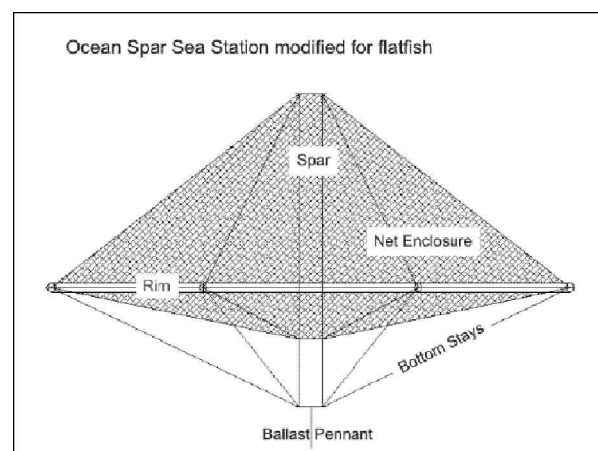 Ocean Spar Sea Station modified for flatfish
Spar
Net Enclosure
Rim
Bottom Stays
Ballast Pennant